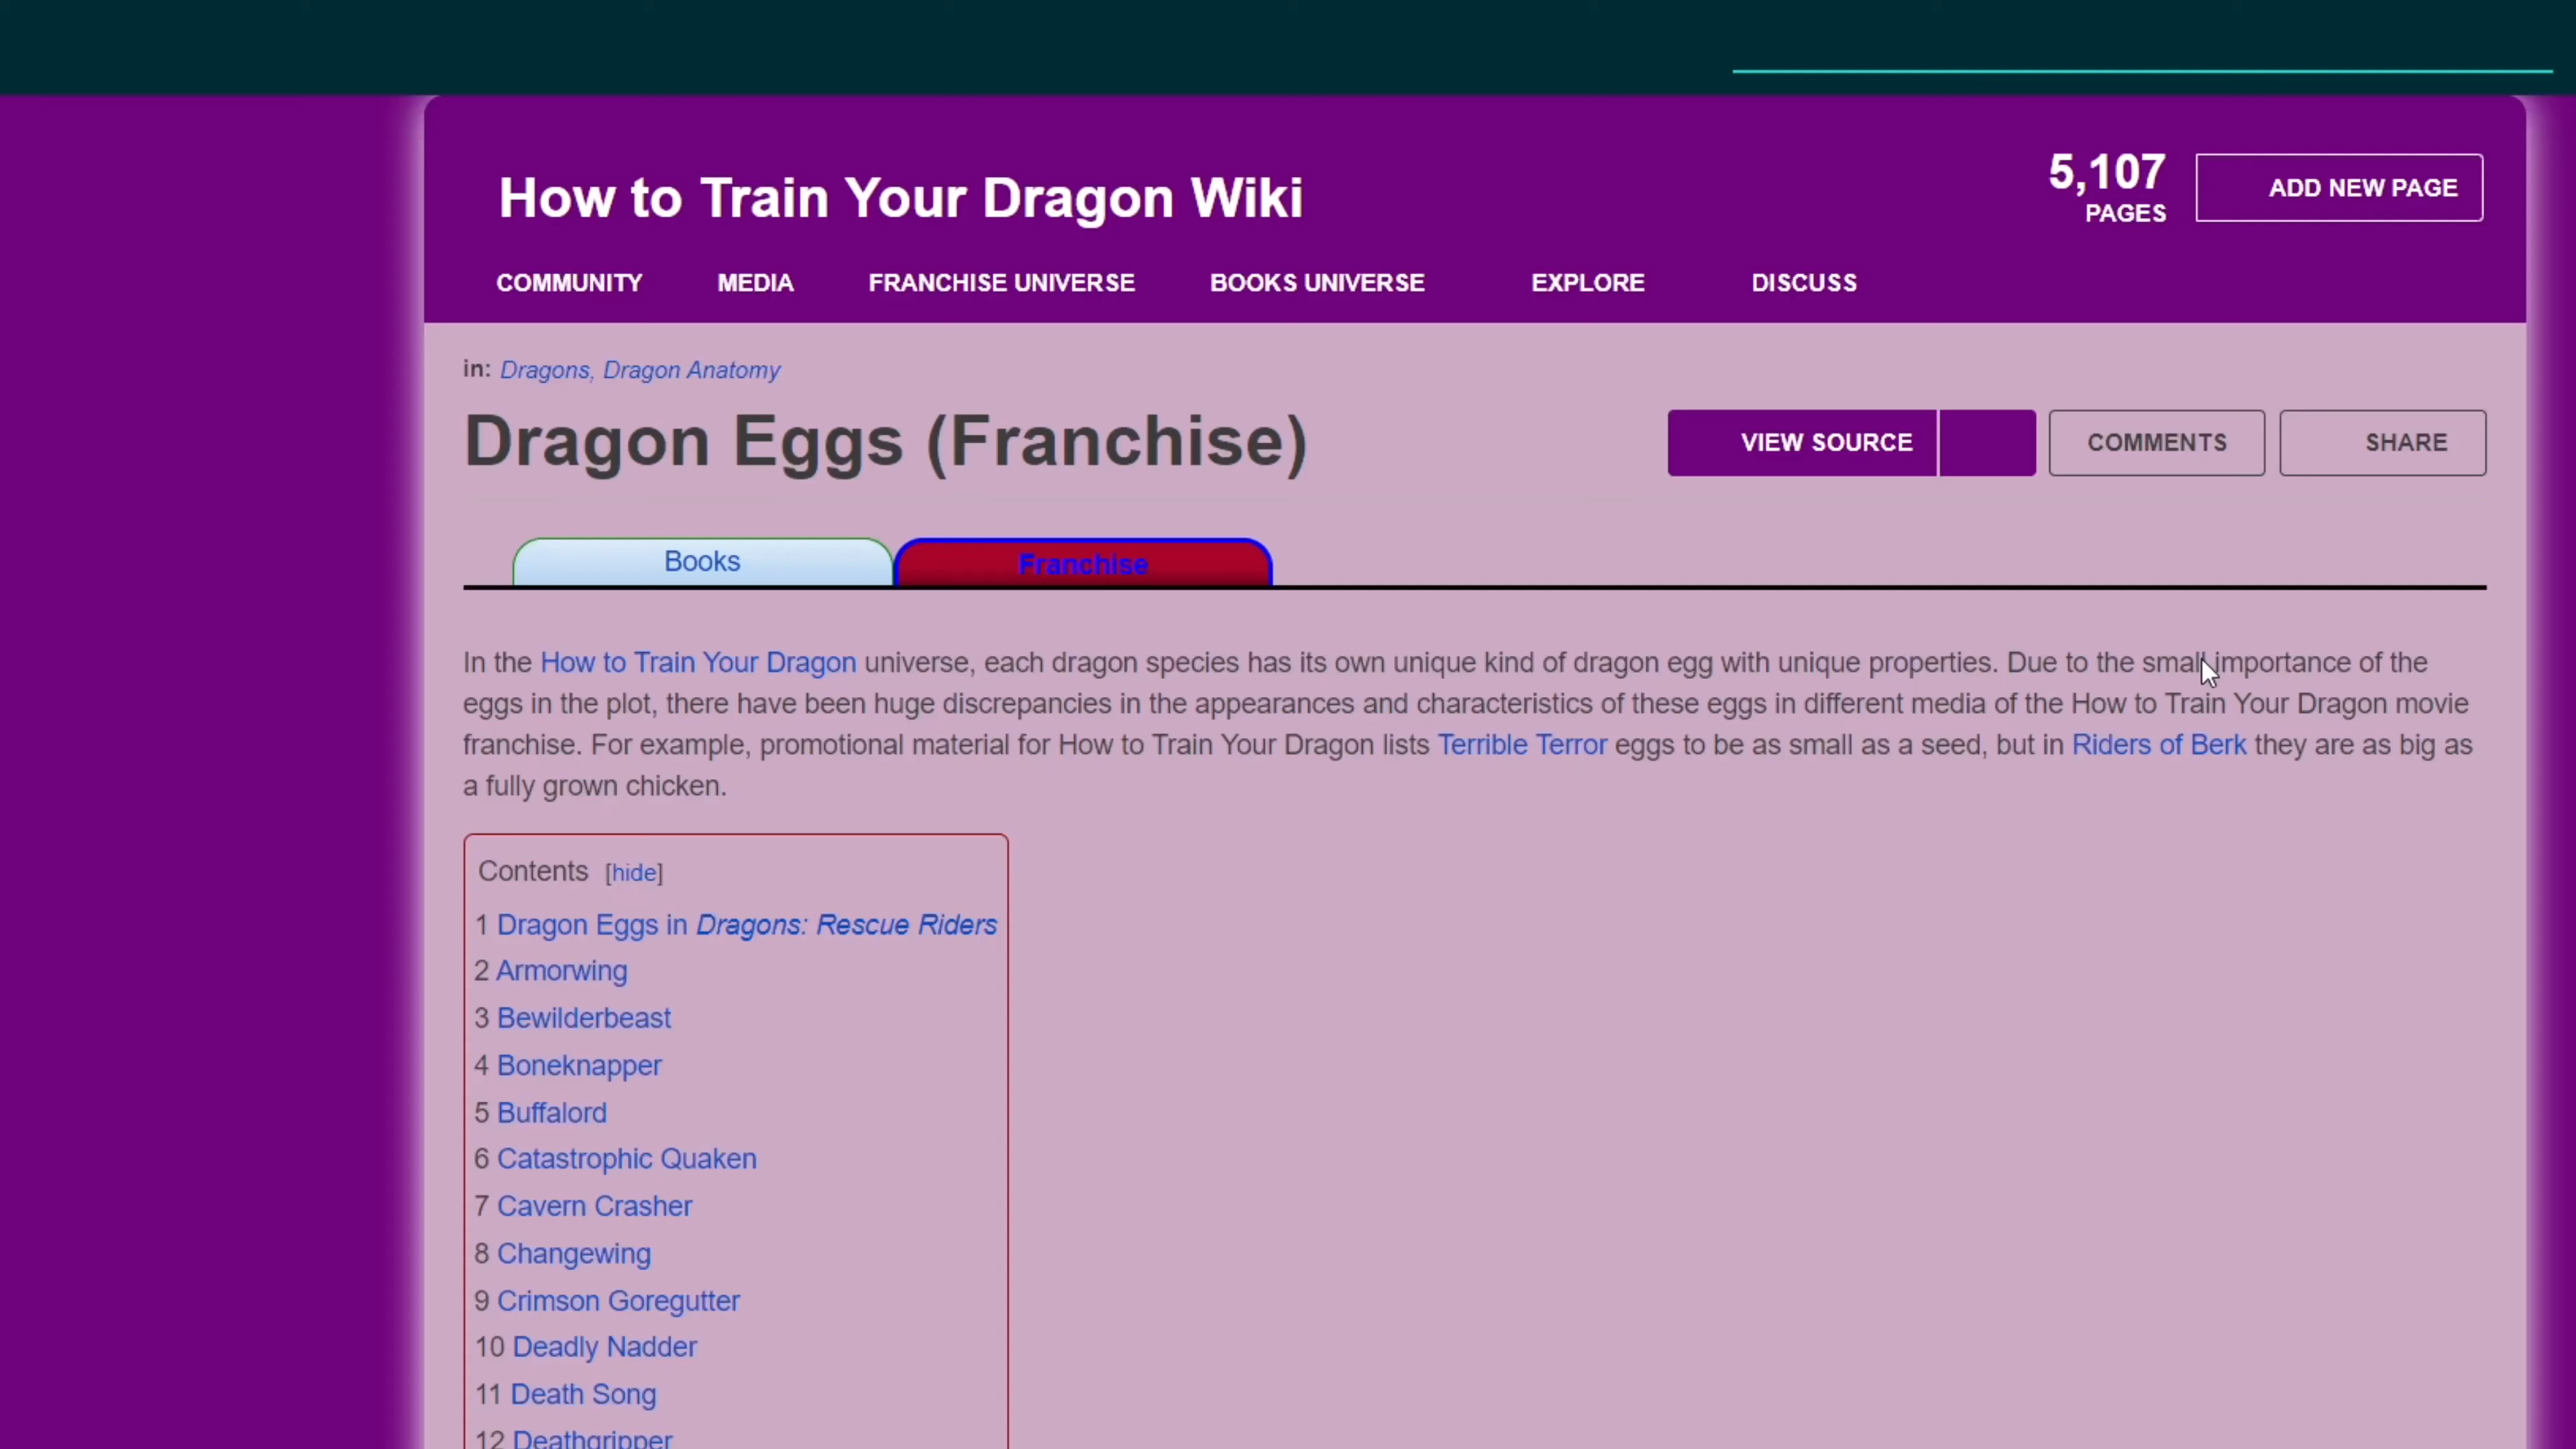 How to Train Your Dragon Wiki
5,107
PAGES
ADD NEW PAGE
COMMUNITY MEDIA FRANCHISE UNIVERSE BOOKS UNIVERSE EXPLORE DISCUSS
in: Dragons, Dragon Anatomy
Dragon Eggs (Franchise)
VIEW SOURCE COMMENTS SHARE
Books Franchise
In the How to Train Your Dragon universe, each dragon species has its own unique kind of dragon egg with unique properties. Due to the small importance of the
eggs in the plot, there have been huge discrepancies in the appearances and characteristics of these eggs in different media of the How to Train Your Dragon movie
franchise. For example, promotional material for How to Train Your Dragon lists Terrible Terror eggs to be as small as a seed, but in Riders of Berk they are as big as
a fully grown chicken.
Contents [hide]
1 Dragon Eggs in Dragons: Rescue Riders
2 Armorwing
3 Bewilderbeast
4 Boneknapper
5 Buffalord
6 Catastrophic Quaken
7 Cavern Crasher
8 Changewing
9 Crimson Goregutter
10 Deadly Nadder
11 Death Song
12 Deathgripper